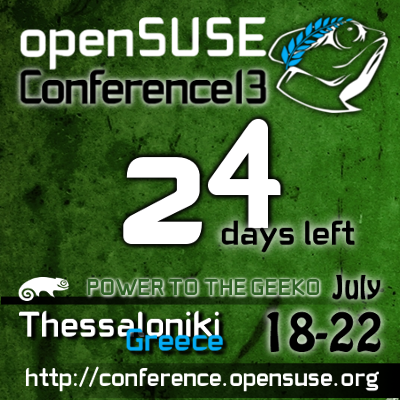 openSUSE
Conference13
24
days left
POWER TO THE GEEKO
July
Thessaloniki
Greece
18-22
http://conference.opensuse.org